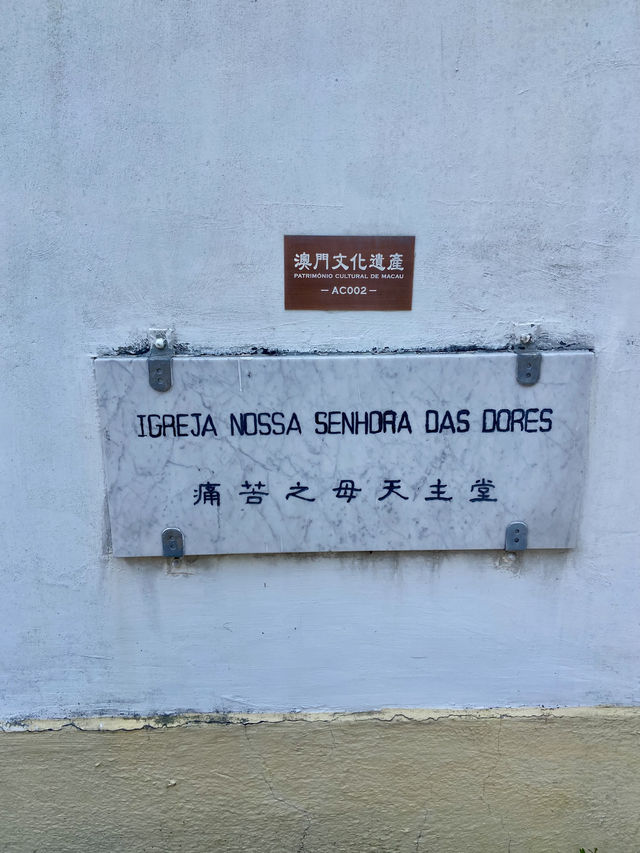 澳門文化遺產
PATRIMÓNIO CULTURAL DE MACAU
– AC002 –
IGREJA NOSSA SENHORA DAS DORES
痛苦之母天主堂